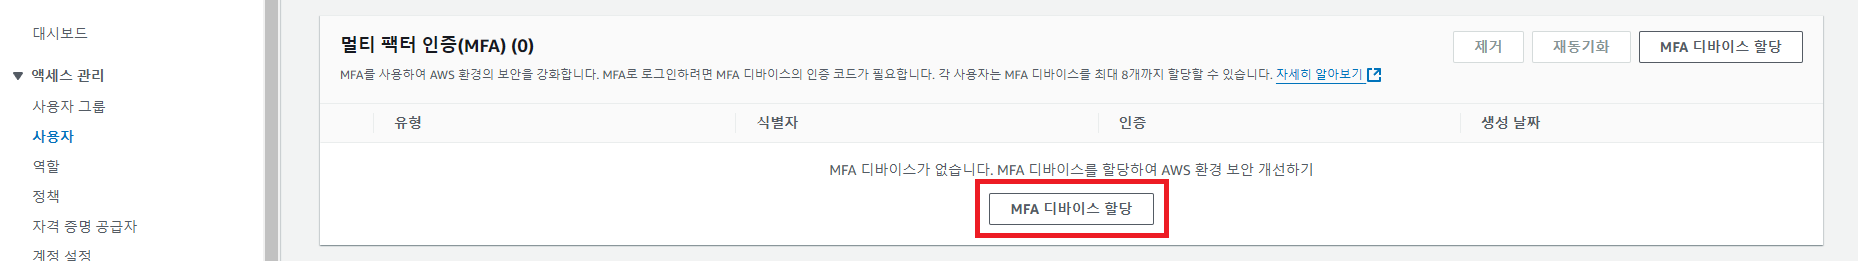 대시보드
액세스 관리
사용자 그룹
사용자
역할
정책
자격 증명 공급자
계정 설정
멀티 팩터 인증(MFA) (0)
제거
재동기화
MFA 디바이스 할당
MFA를 사용하여 AWS 환경의 보안을 강화합니다. MFA로 로그인하려면 MFA 디바이스의 인증 코드가 필요합니다. 각 사용자는 MFA 디바이스를 최대 8개까지 할당할 수 있습니다. 자세히 알아보기
유형 식별자 인증 생성 날짜
MFA 디바이스가 없습니다. MFA 디바이스를 할당하여 AWS 환경 보안 개선하기
MFA 디바이스 할당